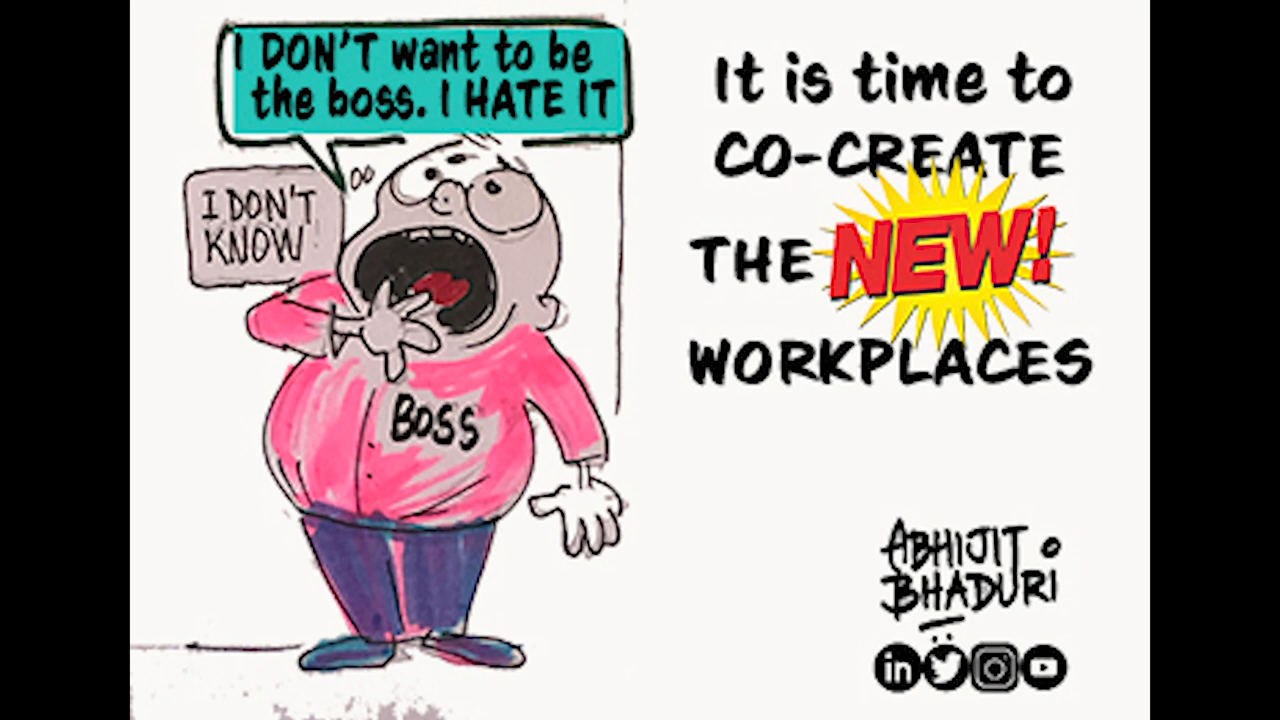 I DON'T want to be
the boss. I HATE IT
I DON'T
KNOW
BOSS
It is time to
CO-CREATE
THE NEW!
WORKPLACES
ABHIJIT
BHADURI
in